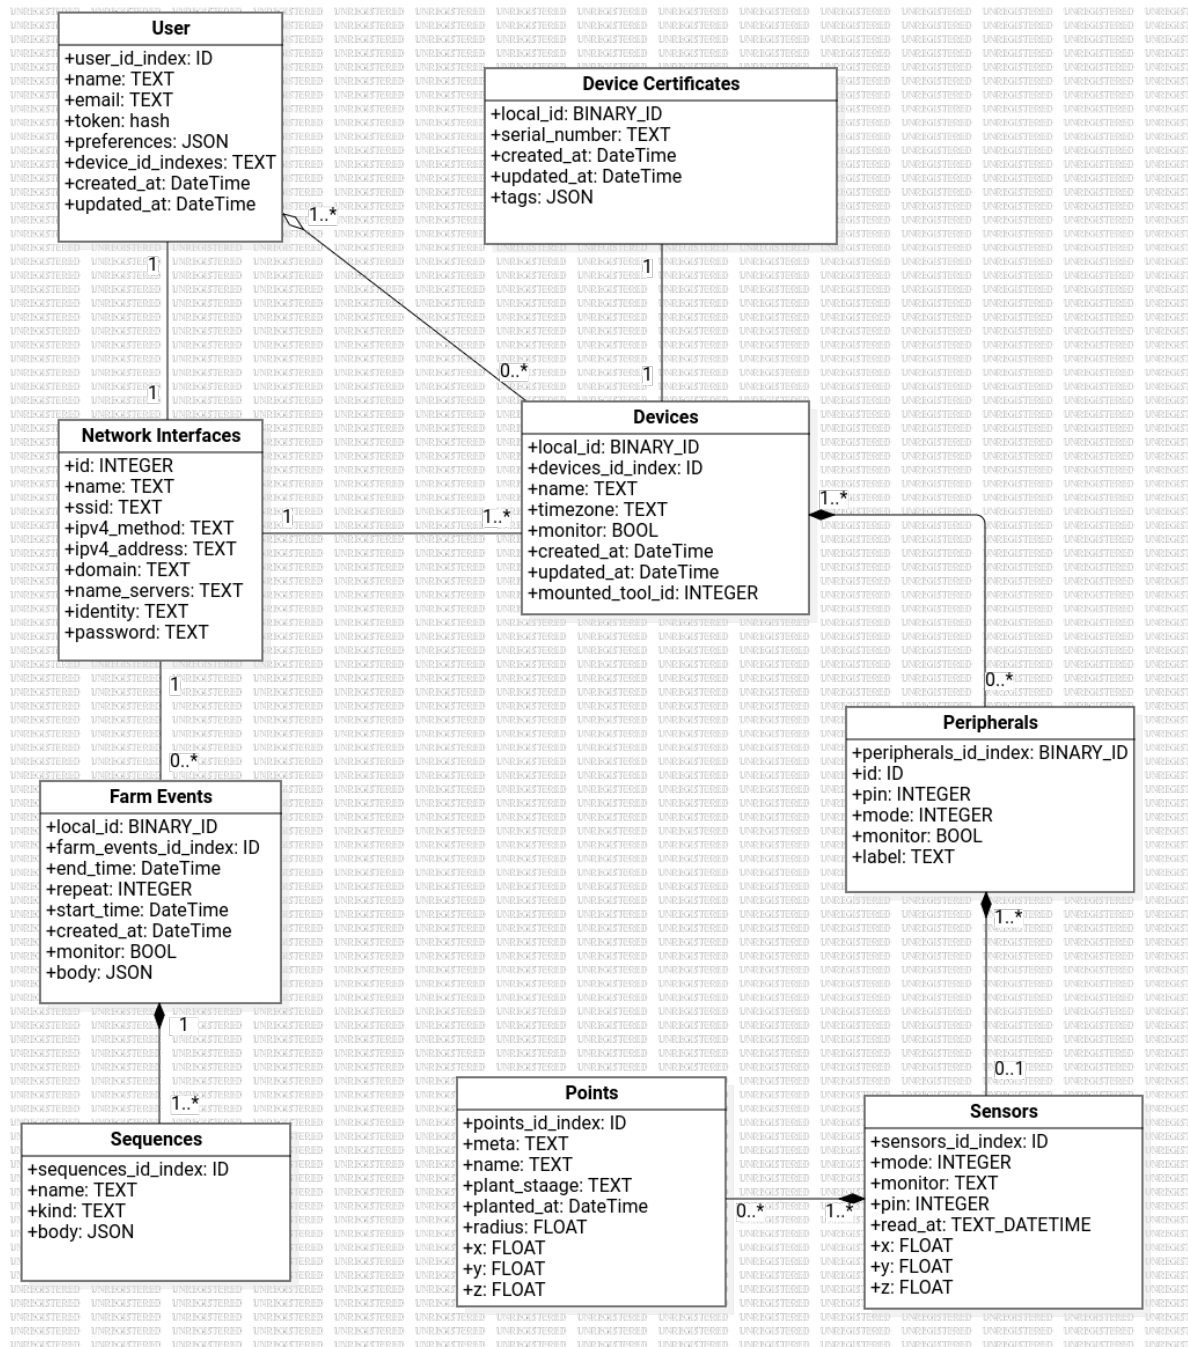 User
+user_id_index: ID
+name: TEXT
+email: TEXT
+token: hash
+preferences: JSON
+device_id_indexes: TEXT
+created_at: DateTime
+updated_at: DateTime
Device Certificates
+local_id: BINARY_ID
+serial_number: TEXT
+created_at: DateTime
+updated_at: DateTime
+tags: JSON
1..*
1
1
0..*
1
1
Network Interfaces
+id: INTEGER
+name: TEXT
+ssid: TEXT
+ipv4_method: TEXT
+ipv4_address: TEXT
+domain: TEXT
+name_servers: TEXT
+identity: TEXT
+password: TEXT
1
1..*
Devices
+local_id: BINARY_ID
+devices_id_index: ID
+name: TEXT
+timezone: TEXT
+monitor: BOOL
+created_at: DateTime
+updated_at: DateTime
+mounted_tool_id: INTEGER
1..*
0..*
1
0..*
Peripherals
+peripherals_id_index: BINARY_ID
+id: ID
+pin: INTEGER
+mode: INTEGER
+monitor: BOOL
+label: TEXT
Farm Events
+local_id: BINARY_ID
+farm_events_id_index: ID
+end_time: DateTime
+repeat: INTEGER
+start_time: DateTime
+created_at: DateTime
+monitor: BOOL
+body: JSON
1..*
0..1
1
1..*
Sequences
+sequences_id_index: ID
+name: TEXT
+kind: TEXT
+body: JSON
Points
+points_id_index: ID
+meta: TEXT
+name: TEXT
+plant_staage: TEXT
+planted_at: DateTime
+radius: FLOAT
+x: FLOAT
+y: FLOAT
+z: FLOAT
0..*
1..*
Sensors
+sensors_id_index: ID
+mode: INTEGER
+monitor: TEXT
+pin: INTEGER
+read_at: TEXT_DATETIME
+x: FLOAT
+y: FLOAT
+z: FLOAT
UNREGISTERED